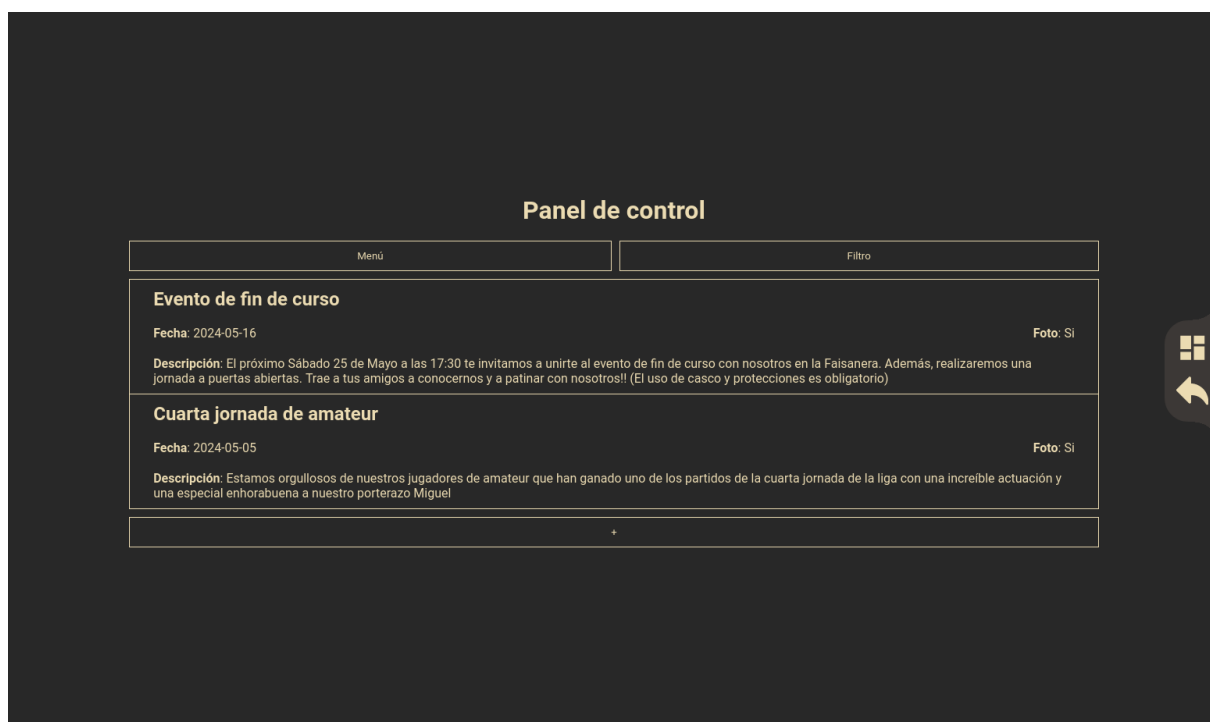 Panel de control
Menú
Filtro
Evento de fin de curso
Fecha: 2024-05-16
Foto: Si
Descripción: El próximo Sábado 25 de Mayo a las 17:30 te invitamos a unirte al evento de fin de curso con nosotros en la Faisanera. Además, realizaremos una
jornada a puertas abiertas. Trae a tus amigos a conocernos y a patinar con nosotros!! (El uso de casco y protecciones es obligatorio)
Cuarta jornada de amateur
Fecha: 2024-05-05
Foto: Si
Descripción: Estamos orgullosos de nuestros jugadores de amateur que han ganado uno de los partidos de la cuarta jornada de la liga con una increíble actuación y
una especial enhorabuena a nuestro porterazo Miguel
+